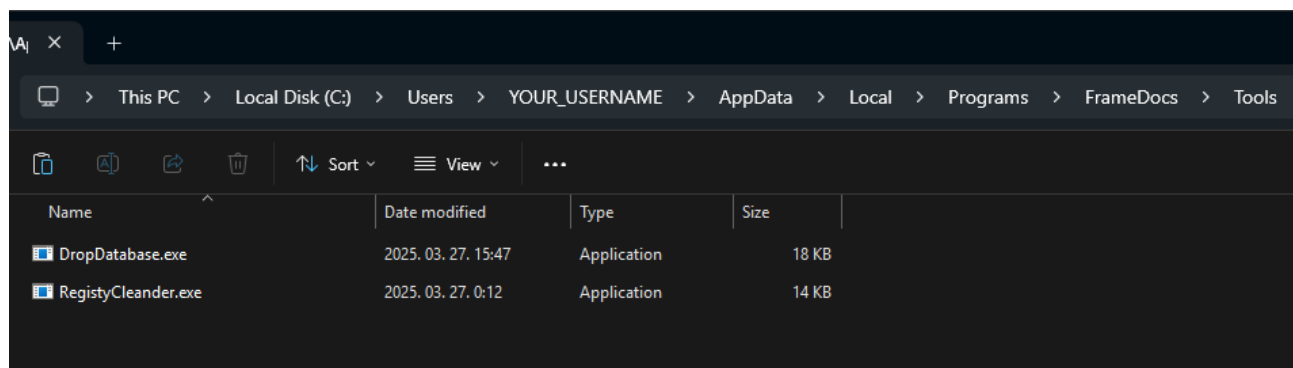 \A
+
This PC > Local Disk (C:) > Users > YOUR_USERNAME > AppData > Local > Programs > FrameDocs > Tools
Sort View
Name Date modified Type Size
DropDatabase.exe 2025. 03. 27. 15:47 Application 18 KB
RegistyCleander.exe 2025. 03. 27. 0:12 Application 14 KB